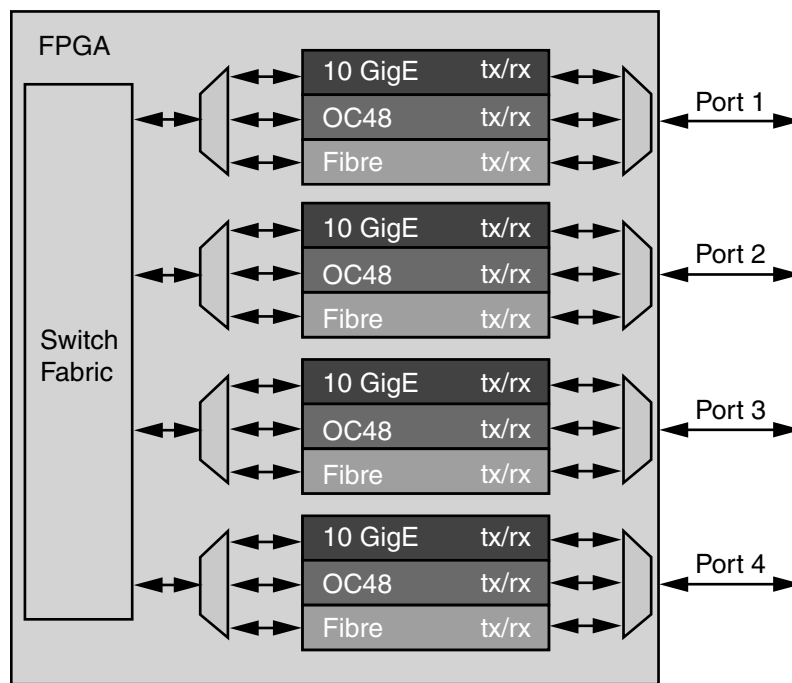 FPGA
10 GigE tx/rx
OC48 tx/rx
Fibre tx/rx
Port 1
10 GigE tx/rx
OC48 tx/rx
Fibre tx/rx
Port 2
Switch
Fabric
10 GigE tx/rx
OC48 tx/rx
Fibre tx/rx
Port 3
10 GigE tx/rx
OC48 tx/rx
Fibre tx/rx
Port 4